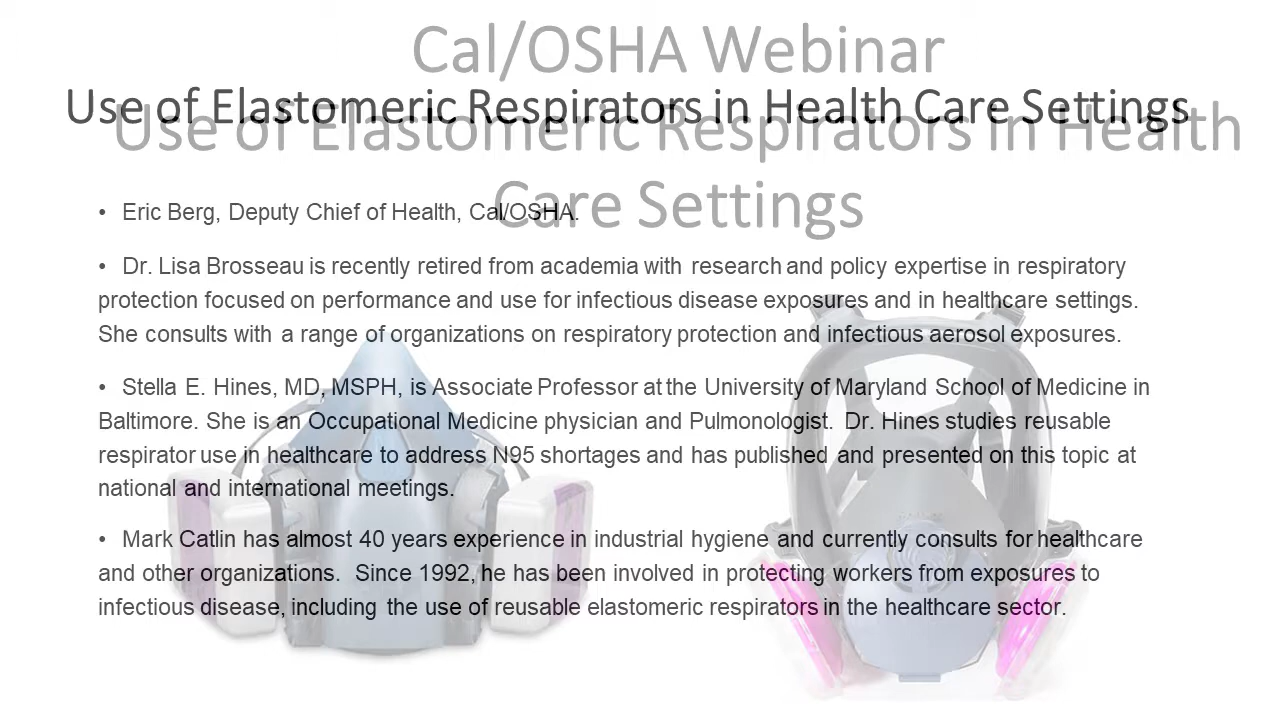 Cal/OSHA Webinar
Use of Elastomeric Respirators in Health
Care Settings
Use of Elastomeric Respirators in Health Care Settings
• Eric Berg, Deputy Chief of Health, Cal/OSHA.
• Dr. Lisa Brosseau is recently retired from academia with research and policy expertise in respiratory
protection focused on performance and use for infectious disease exposures and in healthcare settings.
She consults with a range of organizations on respiratory protection and infectious aerosol exposures.
• Stella E. Hines, MD, MSPH, is Associate Professor at the University of Maryland School of Medicine in
Baltimore. She is an Occupational Medicine physician and Pulmonologist. Dr. Hines studies reusable
respirator use in healthcare to address N95 shortages and has published and presented on this topic at
national and international meetings.
• Mark Catlin has almost 40 years experience in industrial hygiene and currently consults for healthcare
and other organizations. Since 1992, he has been involved in protecting workers from exposures to
infectious disease, including the use of reusable elastomeric respirators in the healthcare sector.